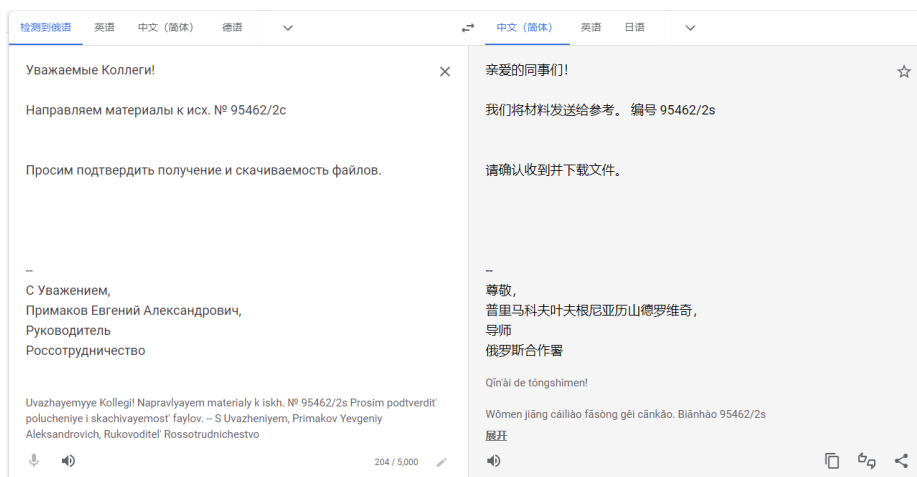 检测到俄语 英语 中文（简体） 德语
中文（简体） 英语 日语
Уважаемые Коллеги!
Направляем материалы к исх. № 95462/2с
Просим подтвердить получение и скачиваемость файлов.
--
С Уважением,
Примаков Евгений Александрович,
Руководитель
Россотрудничество
Uvazhayemyye Kollegi! Napravlyayem materialy k iskh. № 95462/2s Prosim podtverdit'
polucheniye i skachivayemost' faylov. -- S Uvazheniyem, Primakov Yevgeniy
Aleksandrovich, Rukovoditel' Rossotrudnichestvo
204 / 5,000
亲爱的同事们！
我们将材料发送给参考。 编号 95462/2s
请确认收到并下载文件。
--
尊敬，
普里马科夫叶夫根尼亚历山德罗维奇，
导师
俄罗斯合作署
Qīn'ài de tóngshìmen!
Wǒmen jiāng cáiliào fāsòng gěi cānkǎo. Biānhào 95462/2s
展开